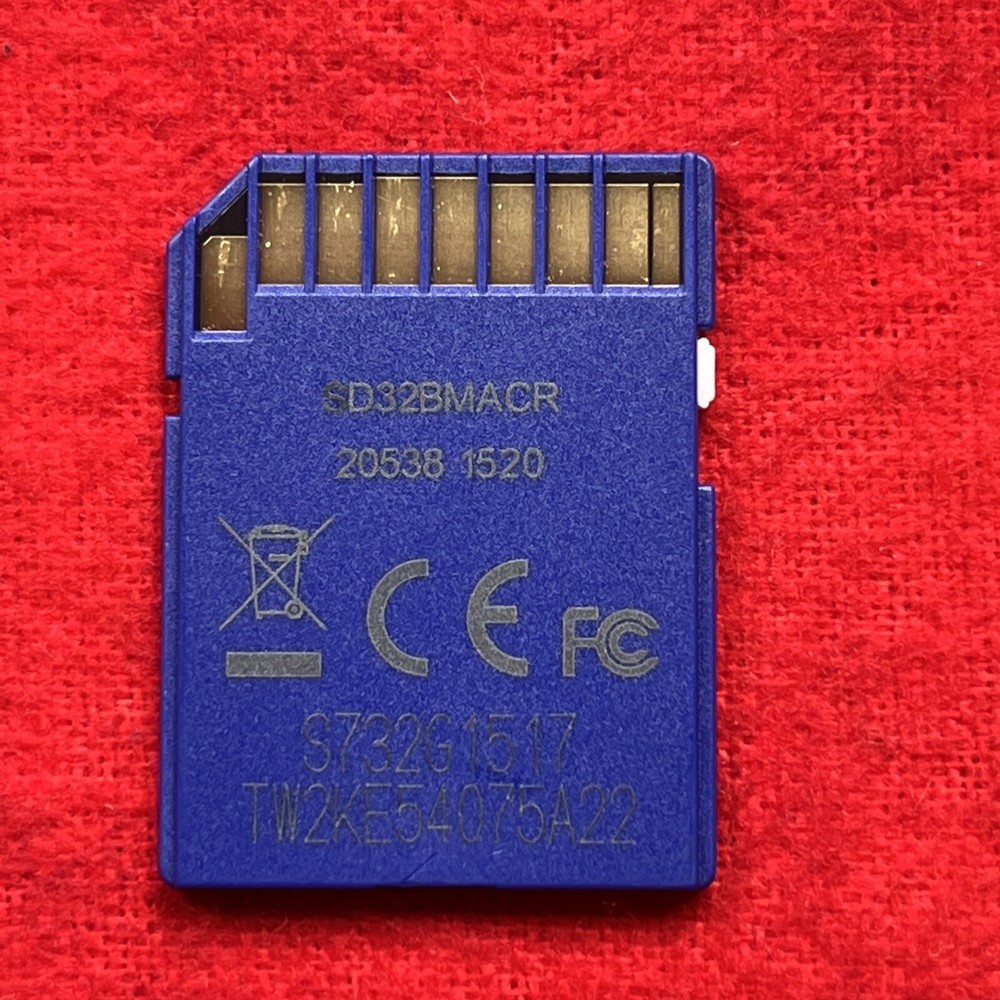 SD32BMACR
20538 1520
CE FC
S732G1517
TW2KE54075A22